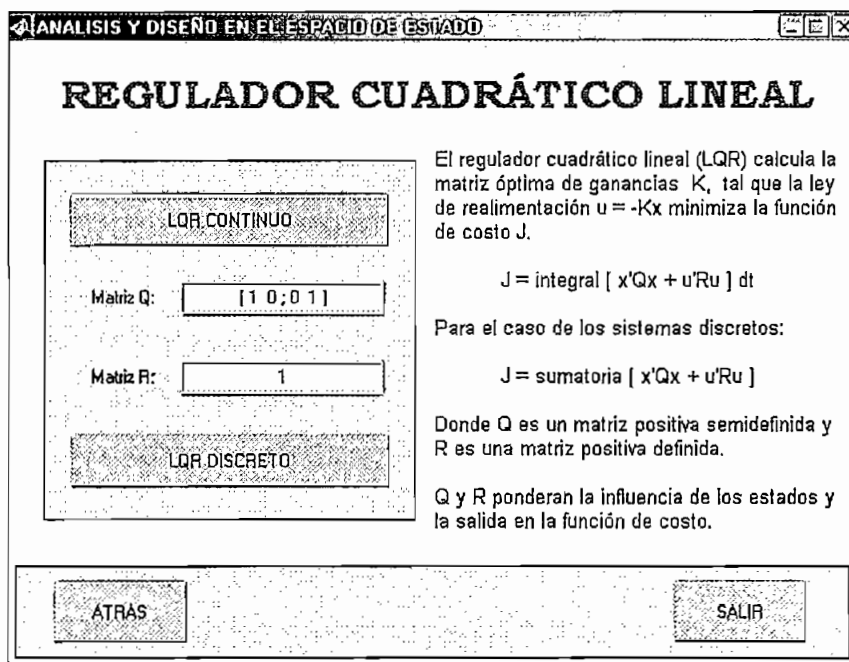 ANALISIS Y DISEÑO EN EL ESPACIO DE ESTADO
REGULADOR CUADRÁTICO LINEAL
LQR CONTINUO
Matriz Q: [1 0;0 1]
Matriz R: 1
LQR DISCRETO
El regulador cuadrático lineal (LQR) calcula la
matriz óptima de ganancias K, tal que la ley
de realimentación u = -Kx minimiza la función
de costo J.
J = integral [ x'Qx + u'Ru ] dt
Para el caso de los sistemas discretos:
J = sumatoria [ x'Qx + u'Ru ]
Donde Q es un matriz positiva semidefinida y
R es una matriz positiva definida.
Q y R ponderan la influencia de los estados y
la salida en la función de costo.
ATRAS
SALIR